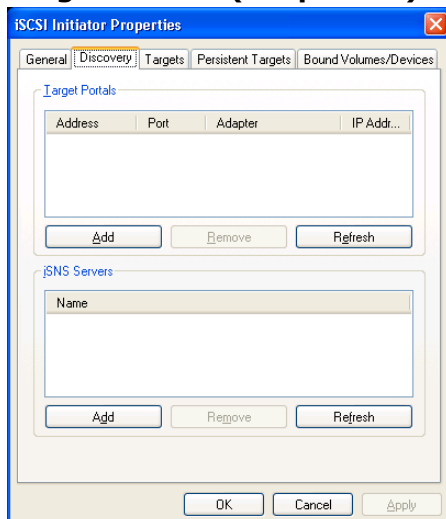 iSCSI Initiator Properties
General Discovery Targets Persistent Targets Bound Volumes/Devices
Target Portals
Address Port Adapter IP Addr...
Add Remove Refresh
iSNS Servers
Name
Add Remove Refresh
OK Cancel Apply